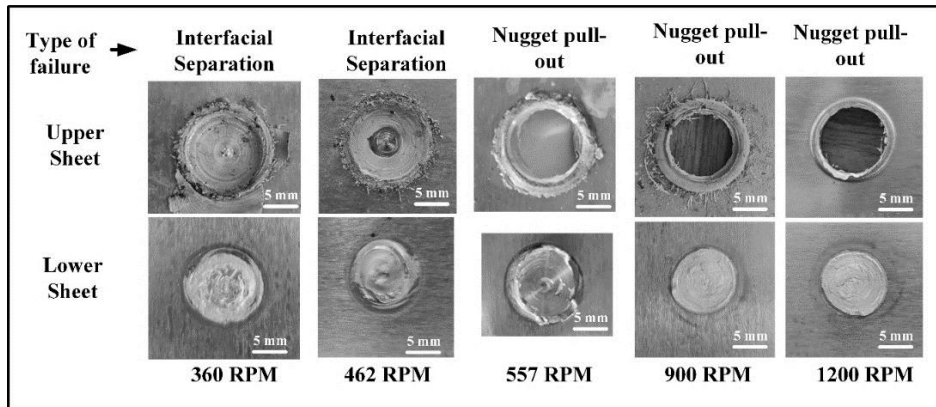 Type of
failure
Interfacial
Separation
Interfacial
Separation
Nugget pull-
out
Nugget pull-
out
Nugget pull-
out
Upper
Sheet
5 mm
5 mm
5 mm
5 mm
5 mm
Lower
Sheet
5 mm
5 mm
5 mm
5 mm
5 mm
360 RPM
462 RPM
557 RPM
900 RPM
1200 RPM